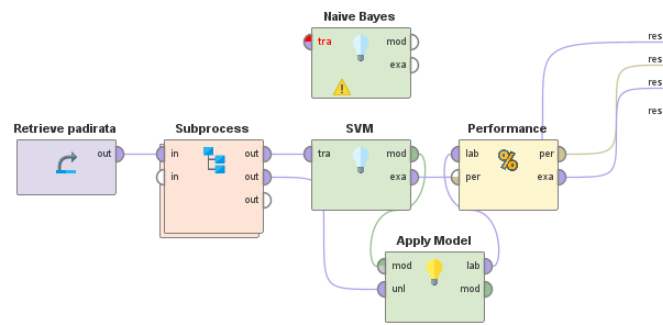 Naive Bayes
tra
mod
exa
res
res
res
res
Retrieve padirata
out
Subprocess
in
out
in
out
out
SVM
tra
mod
exa
Performance
lab
per
per
exa
Apply Model
mod
lab
unl
mod